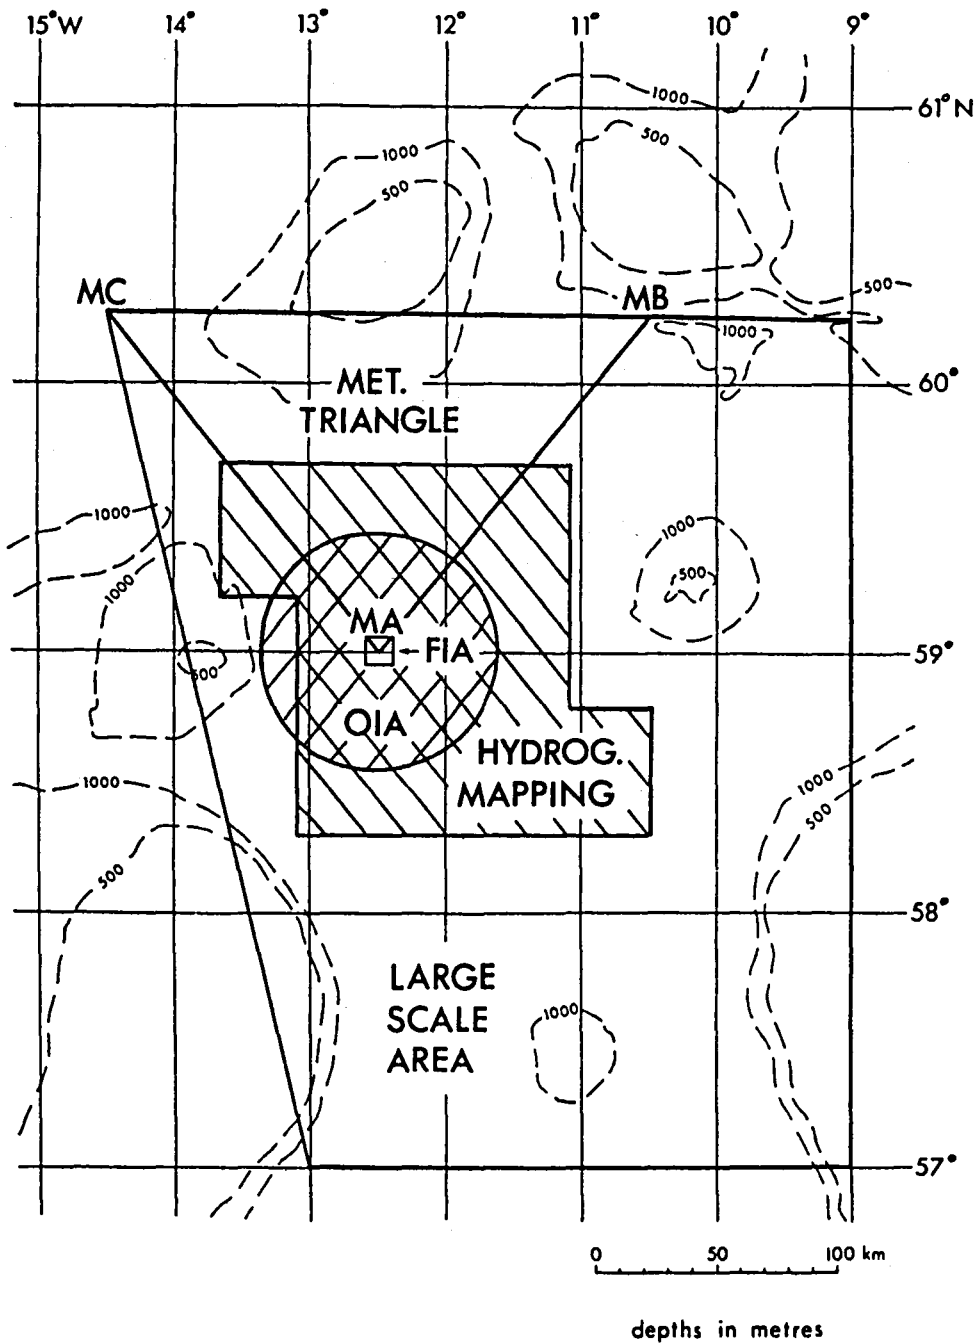 15°W 14° 13° 12° 11° 10° 9°
1000
61°N
500
1000
500
MC
MB
500
1000
MET.
TRIANGLE
60°
1000
1000
1000
500
MA
FIA
59°
500
OIA
HYDROG.
MAPPING
1000
1000
500
500
58°
LARGE
SCALE
AREA
1000
57°
0 50 100 km
depths in metres